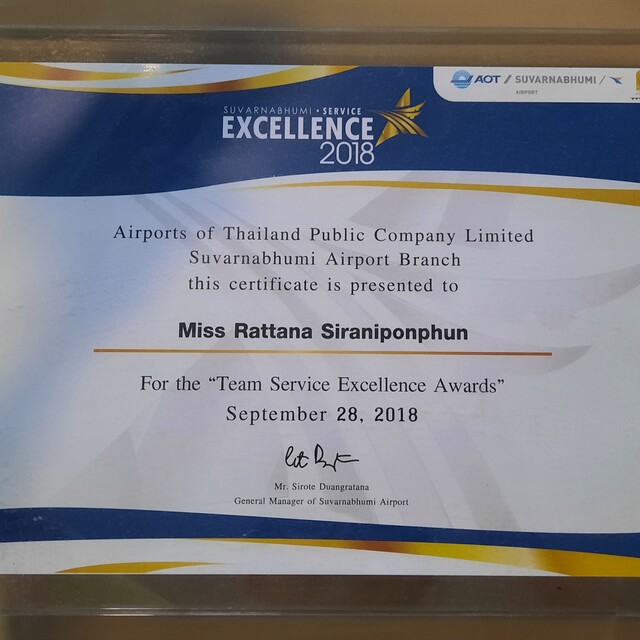 AOT / SUVARNABHUMI /
AIRPORT
SUVARNABHUMI • SERVICE
EXCELLENCE
2018
Airports of Thailand Public Company Limited
Suvarnabhumi Airport Branch
this certificate is presented to
Miss Rattana Siraniponphun
For the “Team Service Excellence Awards”
September 28, 2018
Mr. Sirote Duangratana
General Manager of Suvarnabhumi Airport